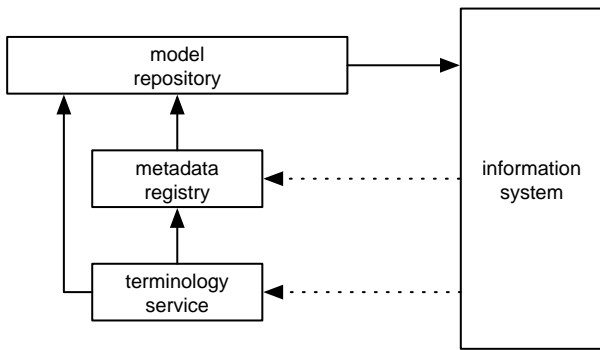 model
repository
metadata
registry
information
system
terminology
service